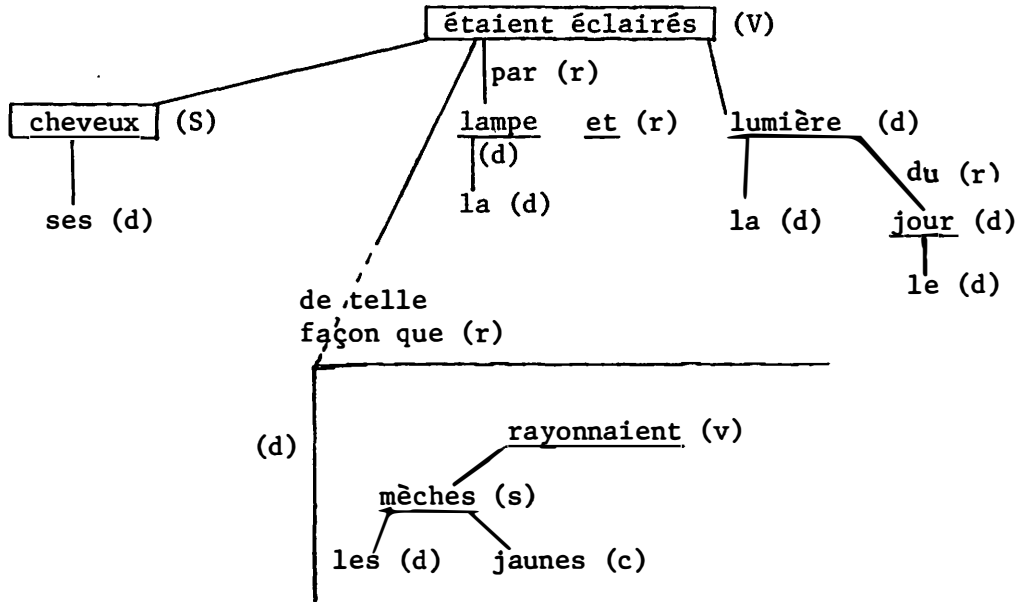 étaient éclairés (V)
par (r)
cheveux (S)
lampe et (r) lumière (d)
(d)
du (r)
ses (d)
la (d)
la (d)
jour (d)
le (d)
de telle
façon que (r)
(d)
rayonnaient (v)
mèches (s)
les (d)
jaunes (c)